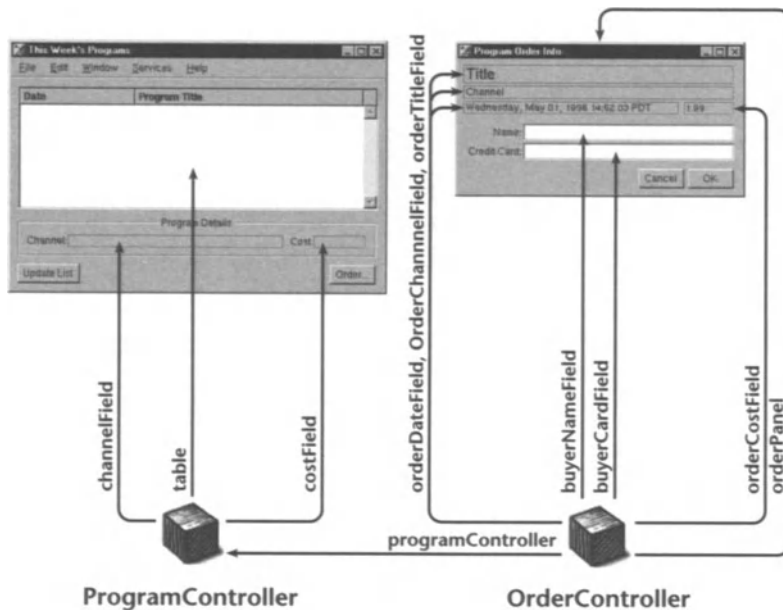 This Week's Programs
File Edit Window Services Help
Date Program Title
Program Details
Channel: Cost:
Update List Order...
Program Order Info
Title
Channel
Wednesday, May 01, 1996 14:52:03 PDT 1.99
Name:
Credit Card:
Cancel OK
channelField
table
costField
orderDateField, OrderChannnelField, orderTitleField
buyerNameField
buyerCardField
orderCostField
orderPanel
programController
ProgramController
OrderController